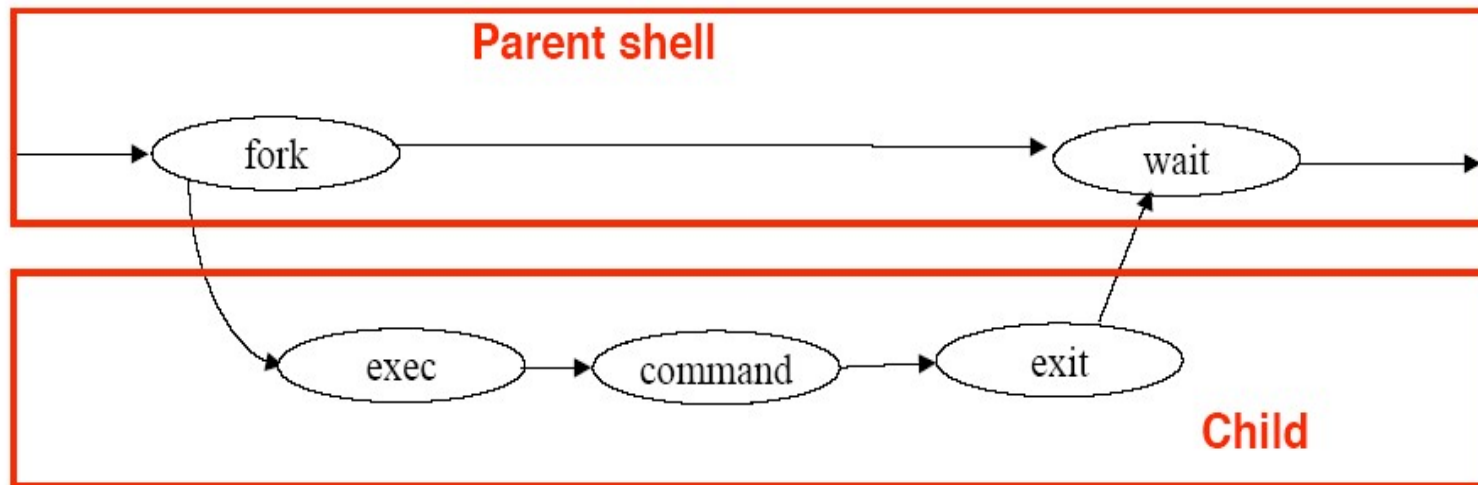 Parent shell
fork
wait
exec
command
exit
Child